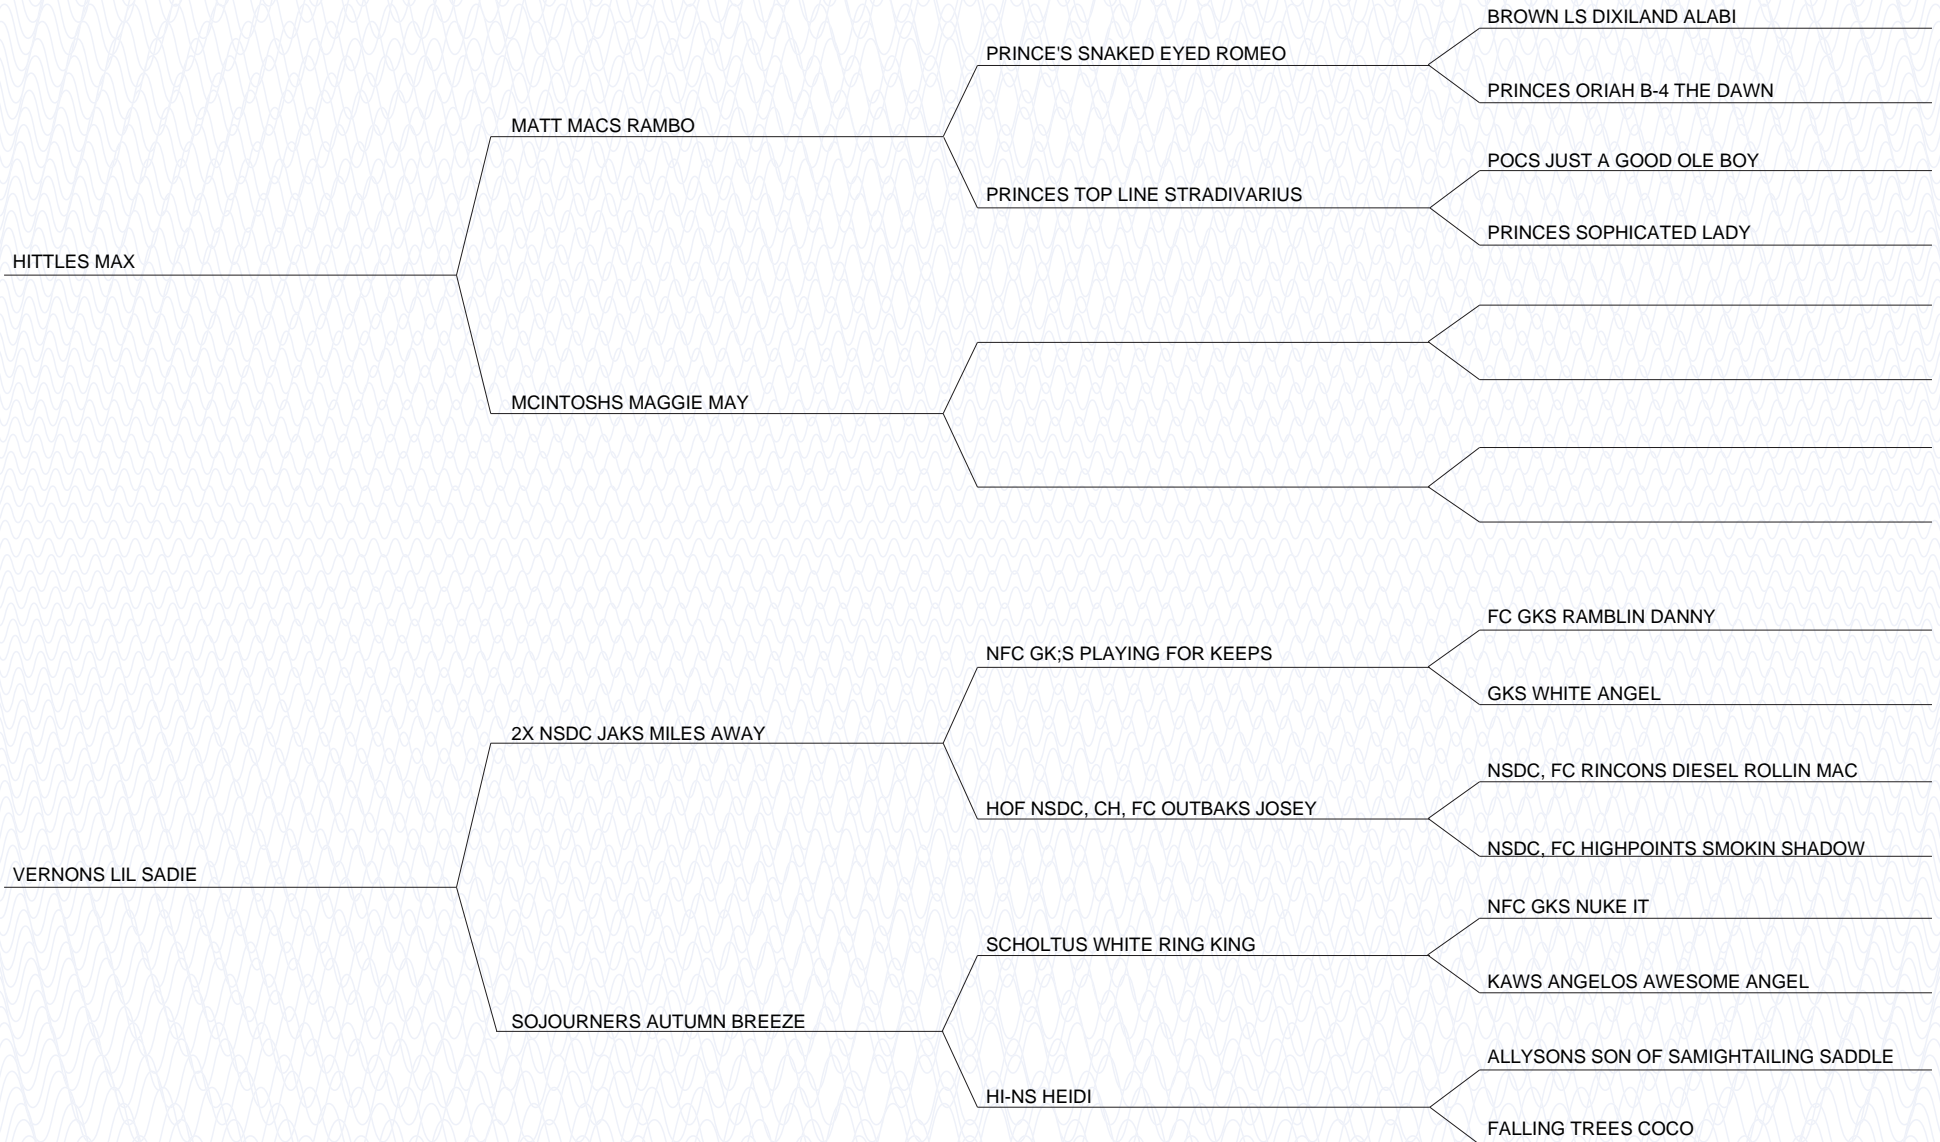 BROWN LS DIXILAND ALABI
PRINCE'S SNAKED EYED ROMEO
PRINCES ORIAH B-4 THE DAWN
MATT MACS RAMBO
POCS JUST A GOOD OLE BOY
PRINCES TOP LINE STRADIVARIUS
PRINCES SOPHICATED LADY
HITTLES MAX
MCINTOSHS MAGGIE MAY
FC GKS RAMBLIN DANNY
NFC GK;S PLAYING FOR KEEPS
GKS WHITE ANGEL
2X NSDC JAKS MILES AWAY
NSDC, FC RINCONS DIESEL ROLLIN MAC
HOF NSDC, CH, FC OUTBAKS JOSEY
NSDC, FC HIGHPOINTS SMOKIN SHADOW
VERNONS LIL SADIE
NFC GKS NUKE IT
SCHOLTUS WHITE RING KING
KAWS ANGELOS AWESOME ANGEL
SOJOURNERS AUTUMN BREEZE
ALLYSONS SON OF SAMIGHTAILING SADDLE
HI-NS HEIDI
FALLING TREES COCO